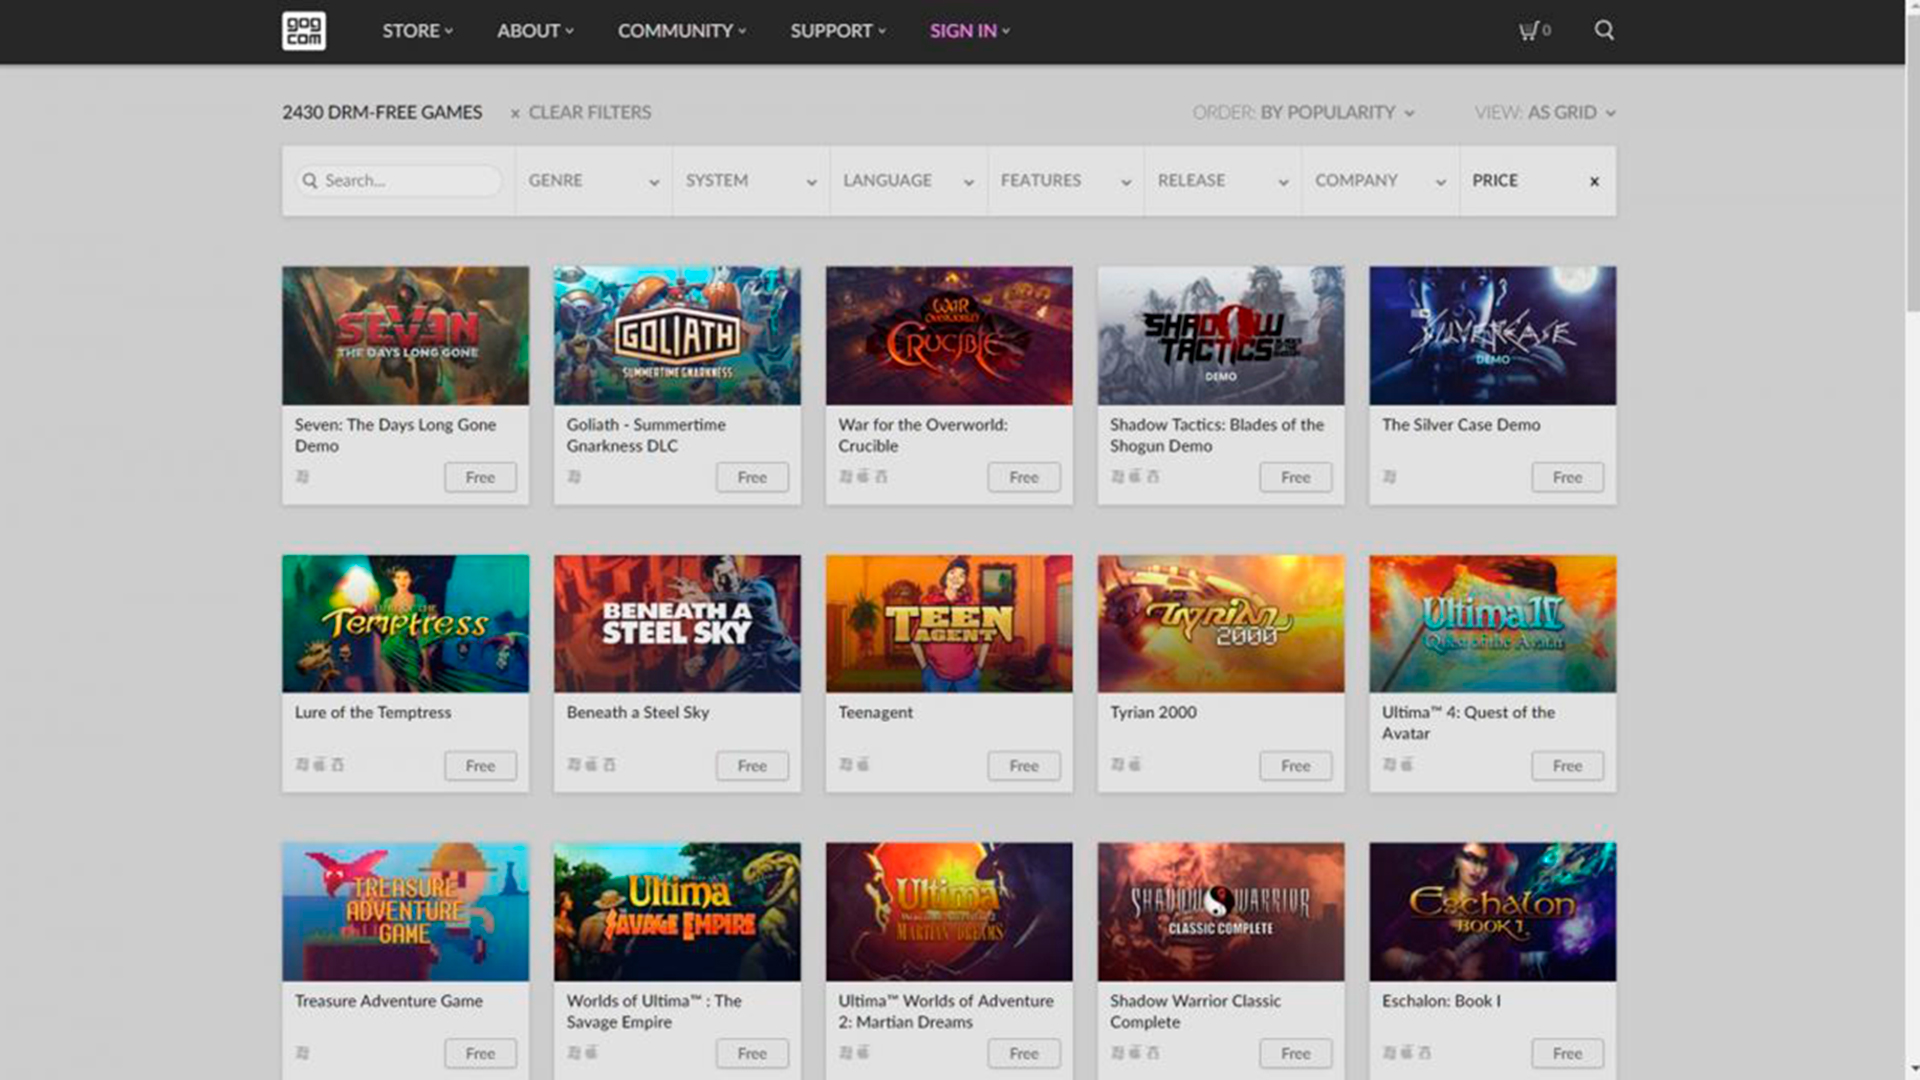 gog
com
STORE ABOUT COMMUNITY SUPPORT SIGN IN 0
2430 DRM-FREE GAMES x CLEAR FILTERS ORDER: BY POPULARITY VIEW: AS GRID
Search... GENRE SYSTEM LANGUAGE FEATURES RELEASE COMPANY PRICE x
SEVEN
THE DAYS LONG GONE
GOLIATH
SUMMERTIME GNARKNESS
WAR
OVERWORLD
CRUCIBLE
SHADOW
TACTICS
DEMO
SILVERCASE
DEMO
Seven: The Days Long Gone
Demo
Free
Goliath - Summertime
Gnarkness DLC
Free
War for the Overworld:
Crucible
Free
Shadow Tactics: Blades of the
Shogun Demo
Free
The Silver Case Demo
Free
Temptress
BENEATH A
STEEL SKY
TEEN
AGENT
TYRIAN
2000
Ultima IV
Quest of the Avatar
Lure of the Temptress
Free
Beneath a Steel Sky
Free
Teenagent
Free
Tyrian 2000
Free
Ultima™ 4: Quest of the
Avatar
Free
TREASURE
ADVENTURE
GAME
Ultima
SAVAGE EMPIRE
Ultima
MARTIAN DREAMS
SHADOW WARRIOR
CLASSIC COMPLETE
Eschalon
BOOK I
Treasure Adventure Game
Free
Worlds of Ultima™ : The
Savage Empire
Free
Ultima™ Worlds of Adventure
2: Martian Dreams
Free
Shadow Warrior Classic
Complete
Free
Eschalon: Book I
Free